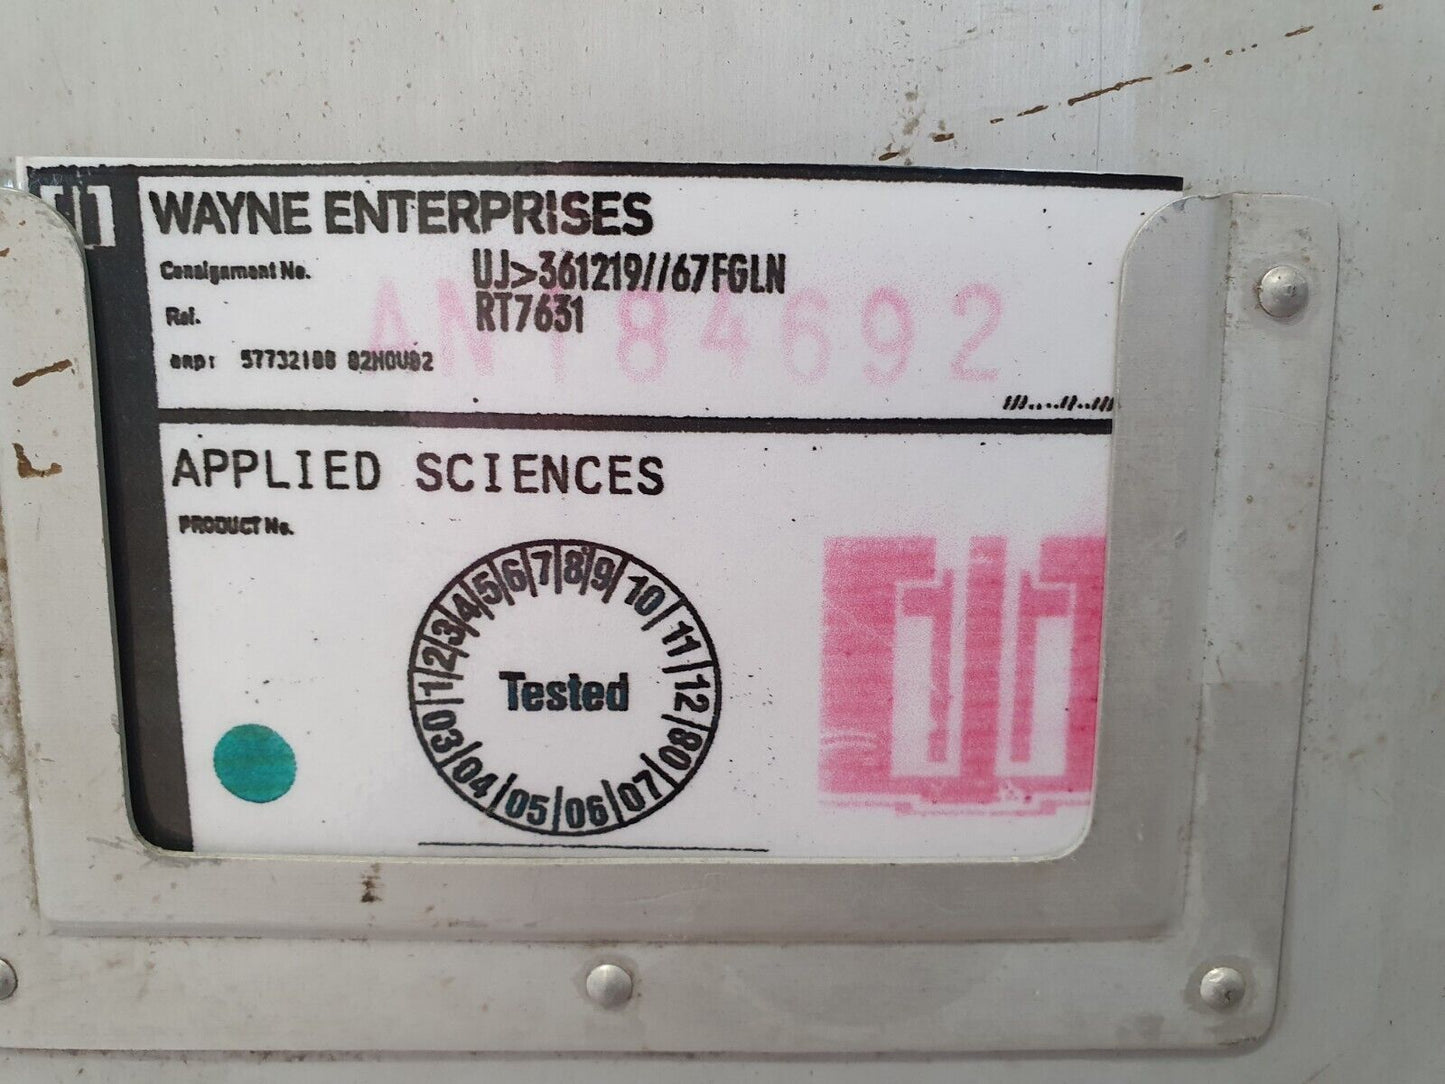 WAYNE ENTERPRISES
Consignment No. UJ>361219//67FGLN
Ref. RT7631
AN184692
APPLIED SCIENCES
PRODUCT No.
1 2 3 4 5 6 7 8 9 10 11 12
Tested
03 04 05 06 07 08